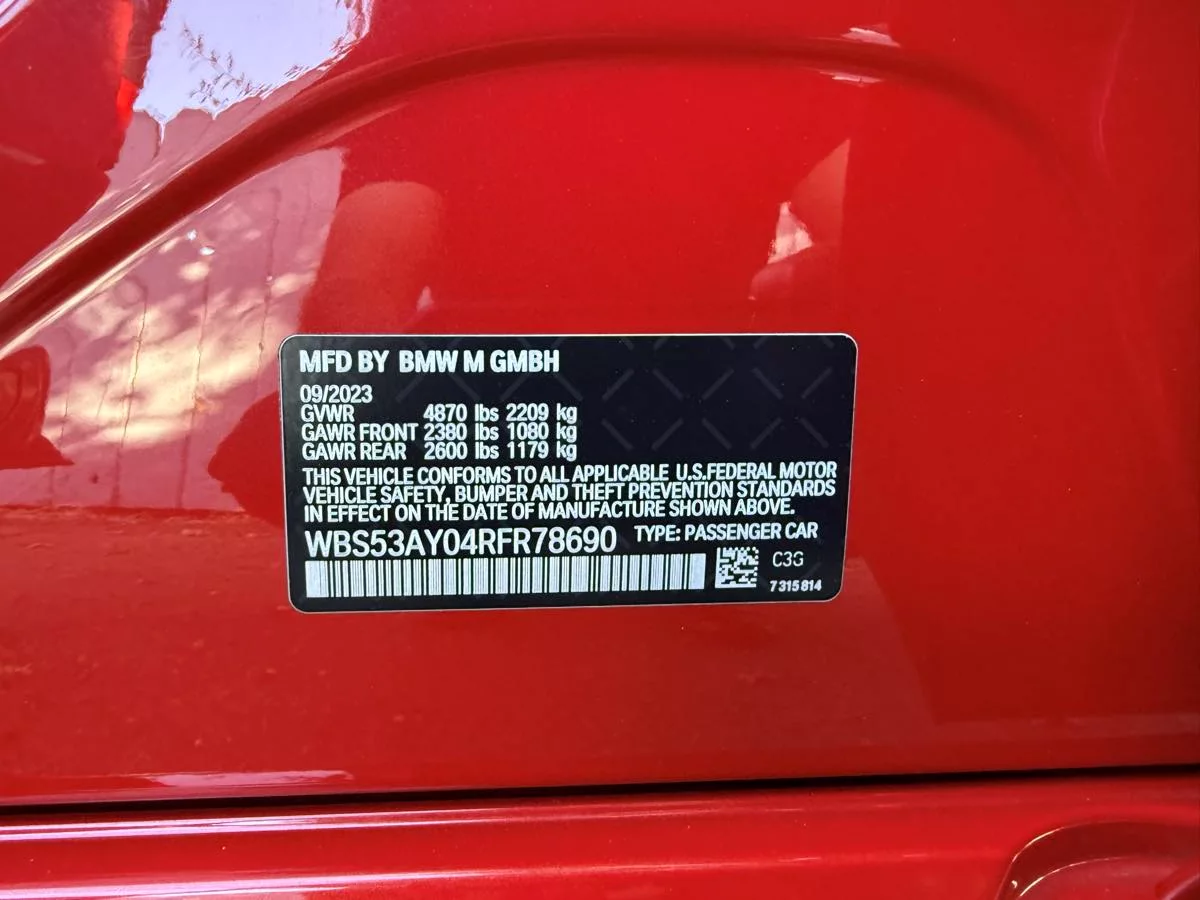 MFD BY BMW M GMBH
09/2023
GVWR 4870 lbs 2209 kg
GAWR FRONT 2380 lbs 1080 kg
GAWR REAR 2600 lbs 1179 kg
THIS VEHICLE CONFORMS TO ALL APPLICABLE U.S.FEDERAL MOTOR
VEHICLE SAFETY, BUMPER AND THEFT PREVENTION STANDARDS
IN EFFECT ON THE DATE OF MANUFACTURE SHOWN ABOVE.
WBS53AY04RFR78690 TYPE: PASSENGER CAR
C3G
7 315 814